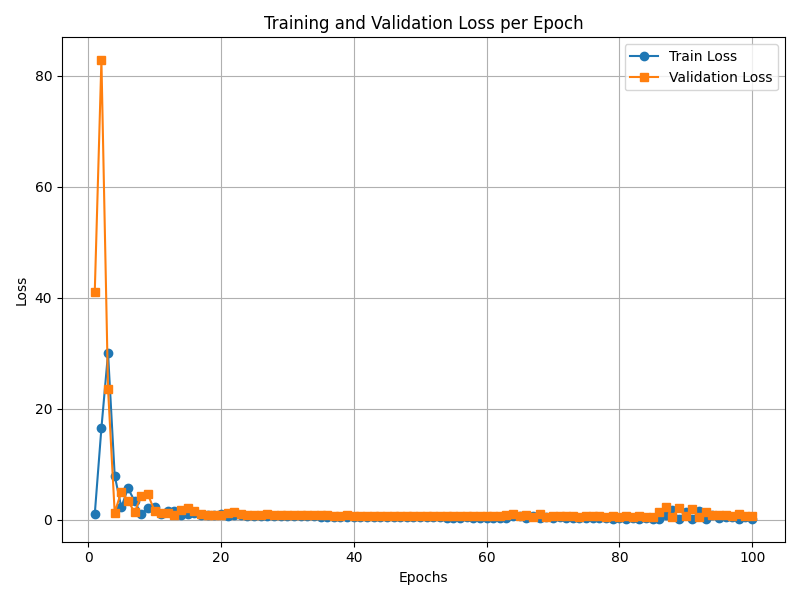 Training and Validation Loss per Epoch
Train Loss
Validation Loss
80
60
40
20
0
Loss
0 20 40 60 80 100
Epochs